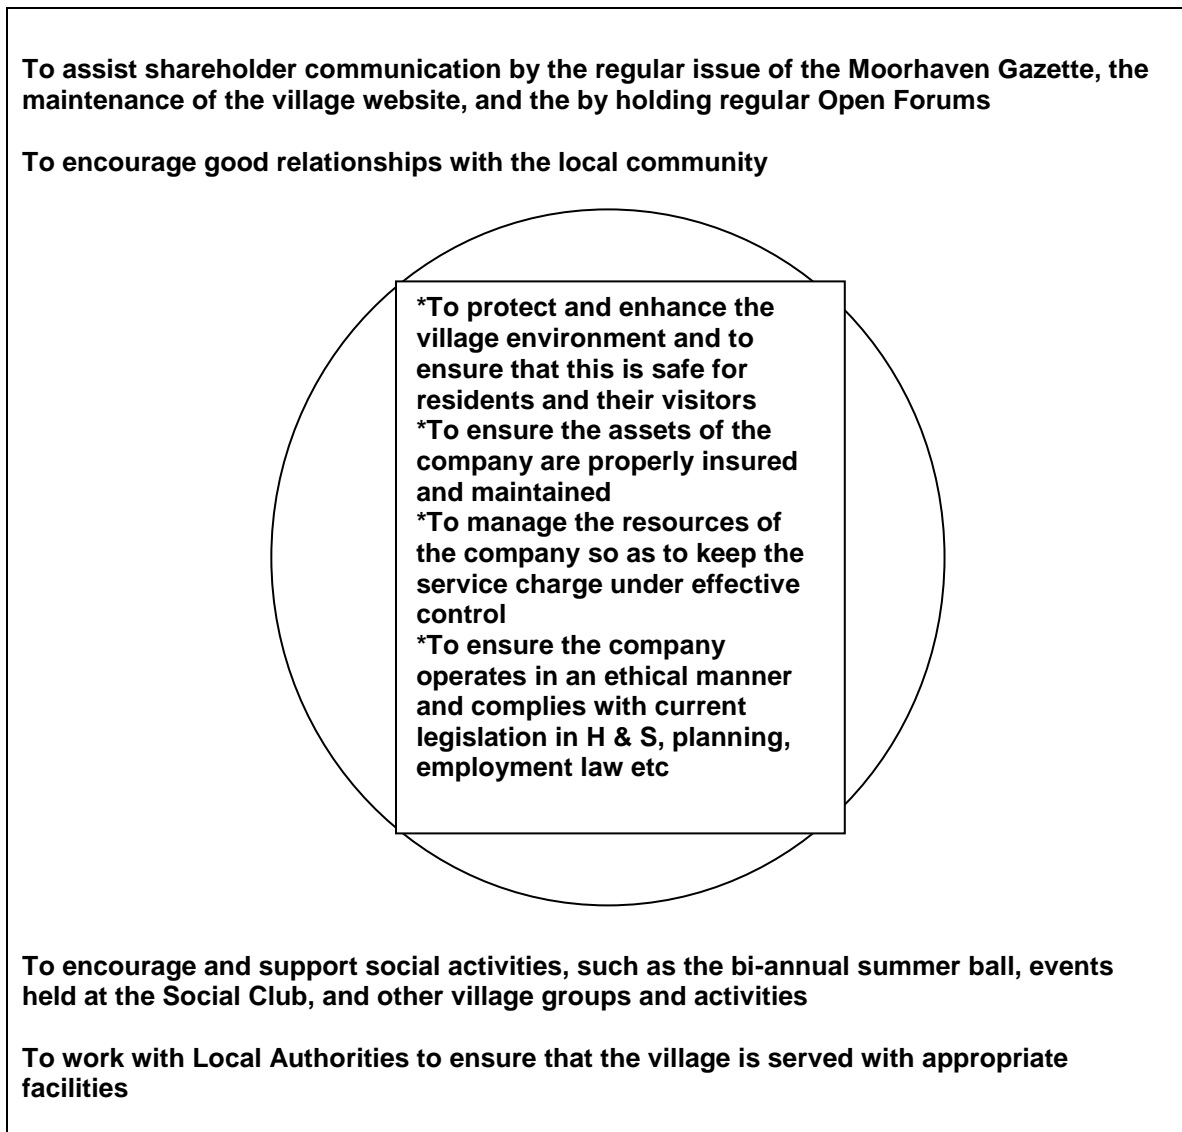 To assist shareholder communication by the regular issue of the Moorhaven Gazette, the
maintenance of the village website, and the by holding regular Open Forums
To encourage good relationships with the local community
*To protect and enhance the
village environment and to
ensure that this is safe for
residents and their visitors
*To ensure the assets of the
company are properly insured
and maintained
*To manage the resources of
the company so as to keep the
service charge under effective
control
*To ensure the company
operates in an ethical manner
and complies with current
legislation in H & S, planning,
employment law etc
To encourage and support social activities, such as the bi-annual summer ball, events
held at the Social Club, and other village groups and activities
To work with Local Authorities to ensure that the village is served with appropriate
facilities